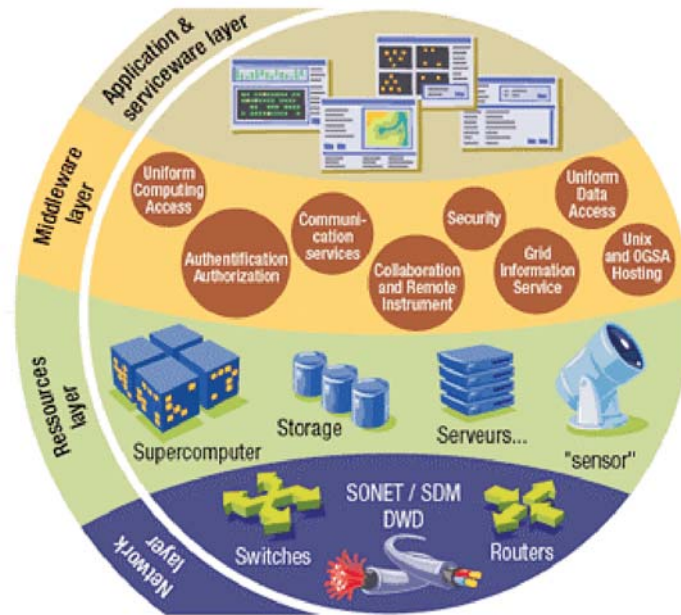 Application &
serviceware layer
Middleware
layer
Uniform
Computing
Access
Authentification
Authorization
Communi-
cation
services
Collaboration
and Remote
Instrument
Security
Grid
Information
Service
Uniform
Data
Access
Unix
and OGSA
Hosting
Ressources
layer
Supercomputer
Storage
Serveurs...
"sensor"
Network
layer
Switches
SONET / SDM
DWD
Routers